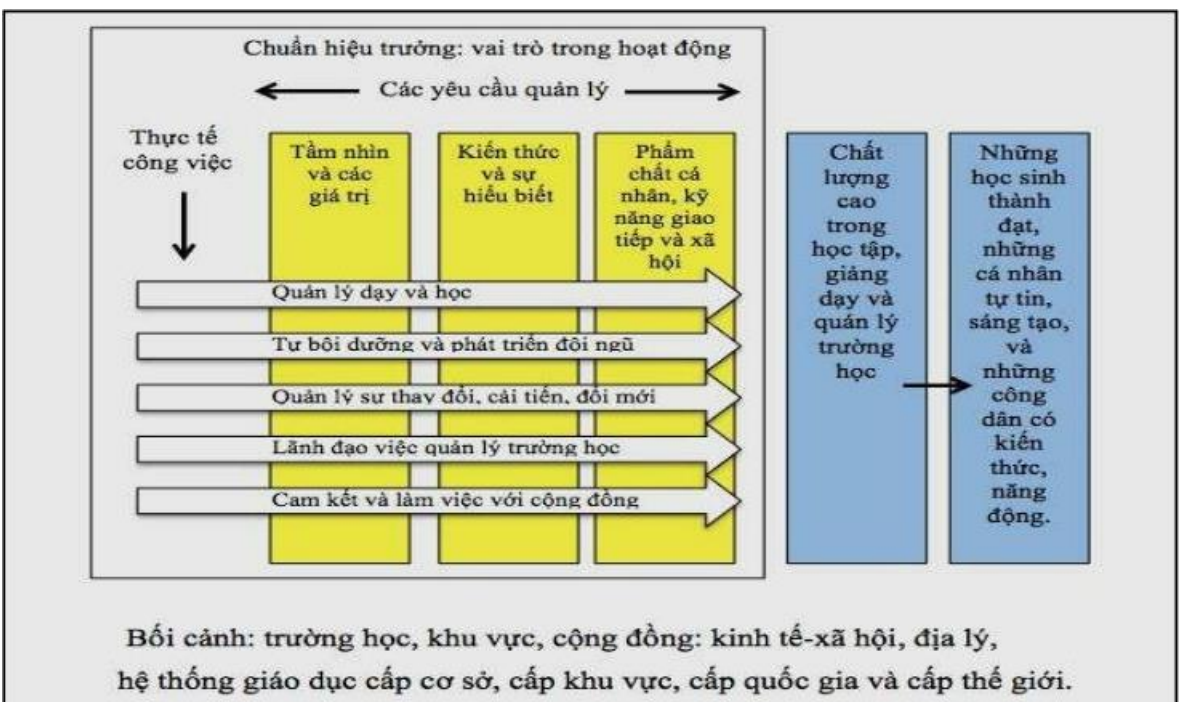 Chuẩn hiệu trưởng: vai trò trong hoạt động
Các yêu cầu quản lý
Thực tế
công việc
Tầm nhìn
và các
giá trị
Kiến thức
và sự
hiểu biết
Phẩm
chất cá
nhân, kỹ
năng giao
tiếp và xã
hội
Quản lý dạy và học
Tự bồi dưỡng và phát triển đội ngũ
Quản lý sự thay đổi, cải tiến, đổi mới
Lãnh đạo việc quản lý trường học
Cam kết và làm việc với cộng đồng
Chất
lượng
cao
trong
học tập,
giảng
dạy và
quản lý
trường
học
Những
học sinh
thành
đạt,
những
cá nhân
tự tin,
sáng tạo,
và
những
công
dân có
kiến
thức,
năng
động.
Bối cảnh: trường học, khu vực, cộng đồng: kinh tế-xã hội, địa lý,
hệ thống giáo dục cấp cơ sở, cấp khu vực, cấp quốc gia và cấp thế giới.